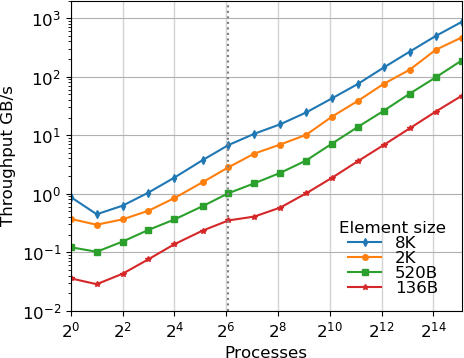 10³
10²
10¹
10⁰
10⁻¹
10⁻²
Throughput GB/s
2⁰
2²
2⁴
2⁶
2⁸
2¹⁰
2¹²
2¹⁴
Processes
Element size
8K
2K
520B
136B